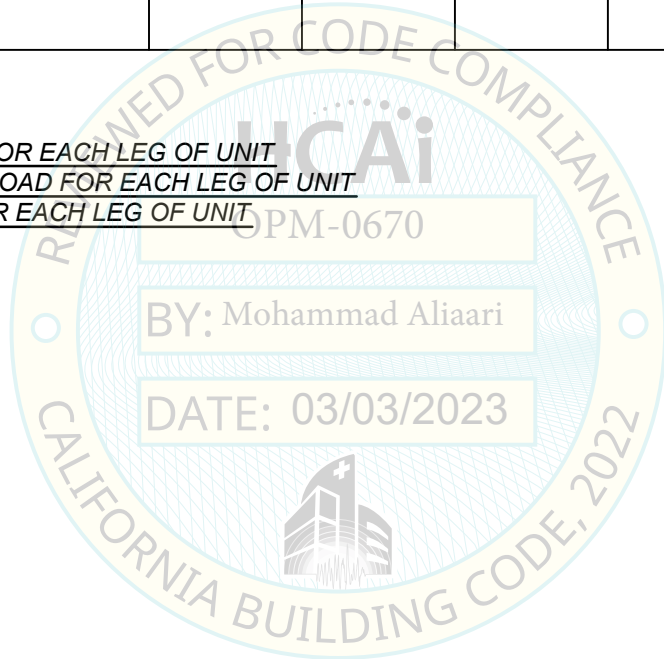 REVIEWED FOR CODE COMPLIANCE
HCAi
OR EACH LEG OF UNIT
OAD FOR EACH LEG OF UNIT
R EACH LEG OF UNIT
OPM-0670
BY: Mohammad Aliaari
DATE: 03/03/2023
CALIFORNIA BUILDING CODE, 2022